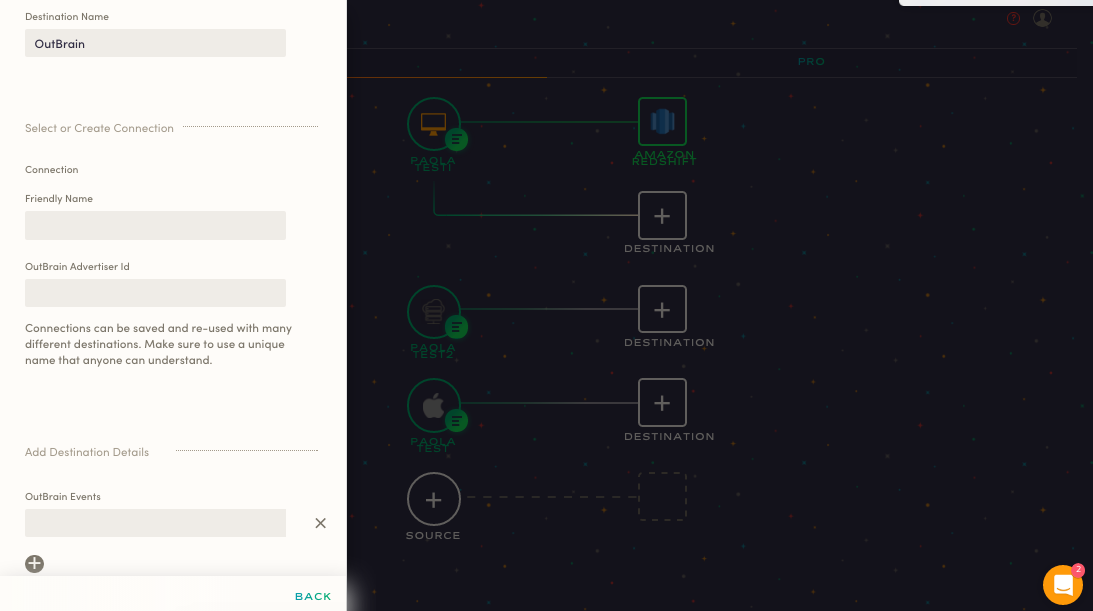 Destination Name
OutBrain
Select or Create Connection
Connection
Friendly Name
OutBrain Advertiser Id
Connections can be saved and re-used with many
different destinations. Make sure to use a unique
name that anyone can understand.
Add Destination Details
OutBrain Events
BACK
PRO
PAOLA
TEST1
AMAZON
REDSHIFT
DESTINATION
PAOLA
TEST2
DESTINATION
PAOLA
TEST
DESTINATION
SOURCE
2